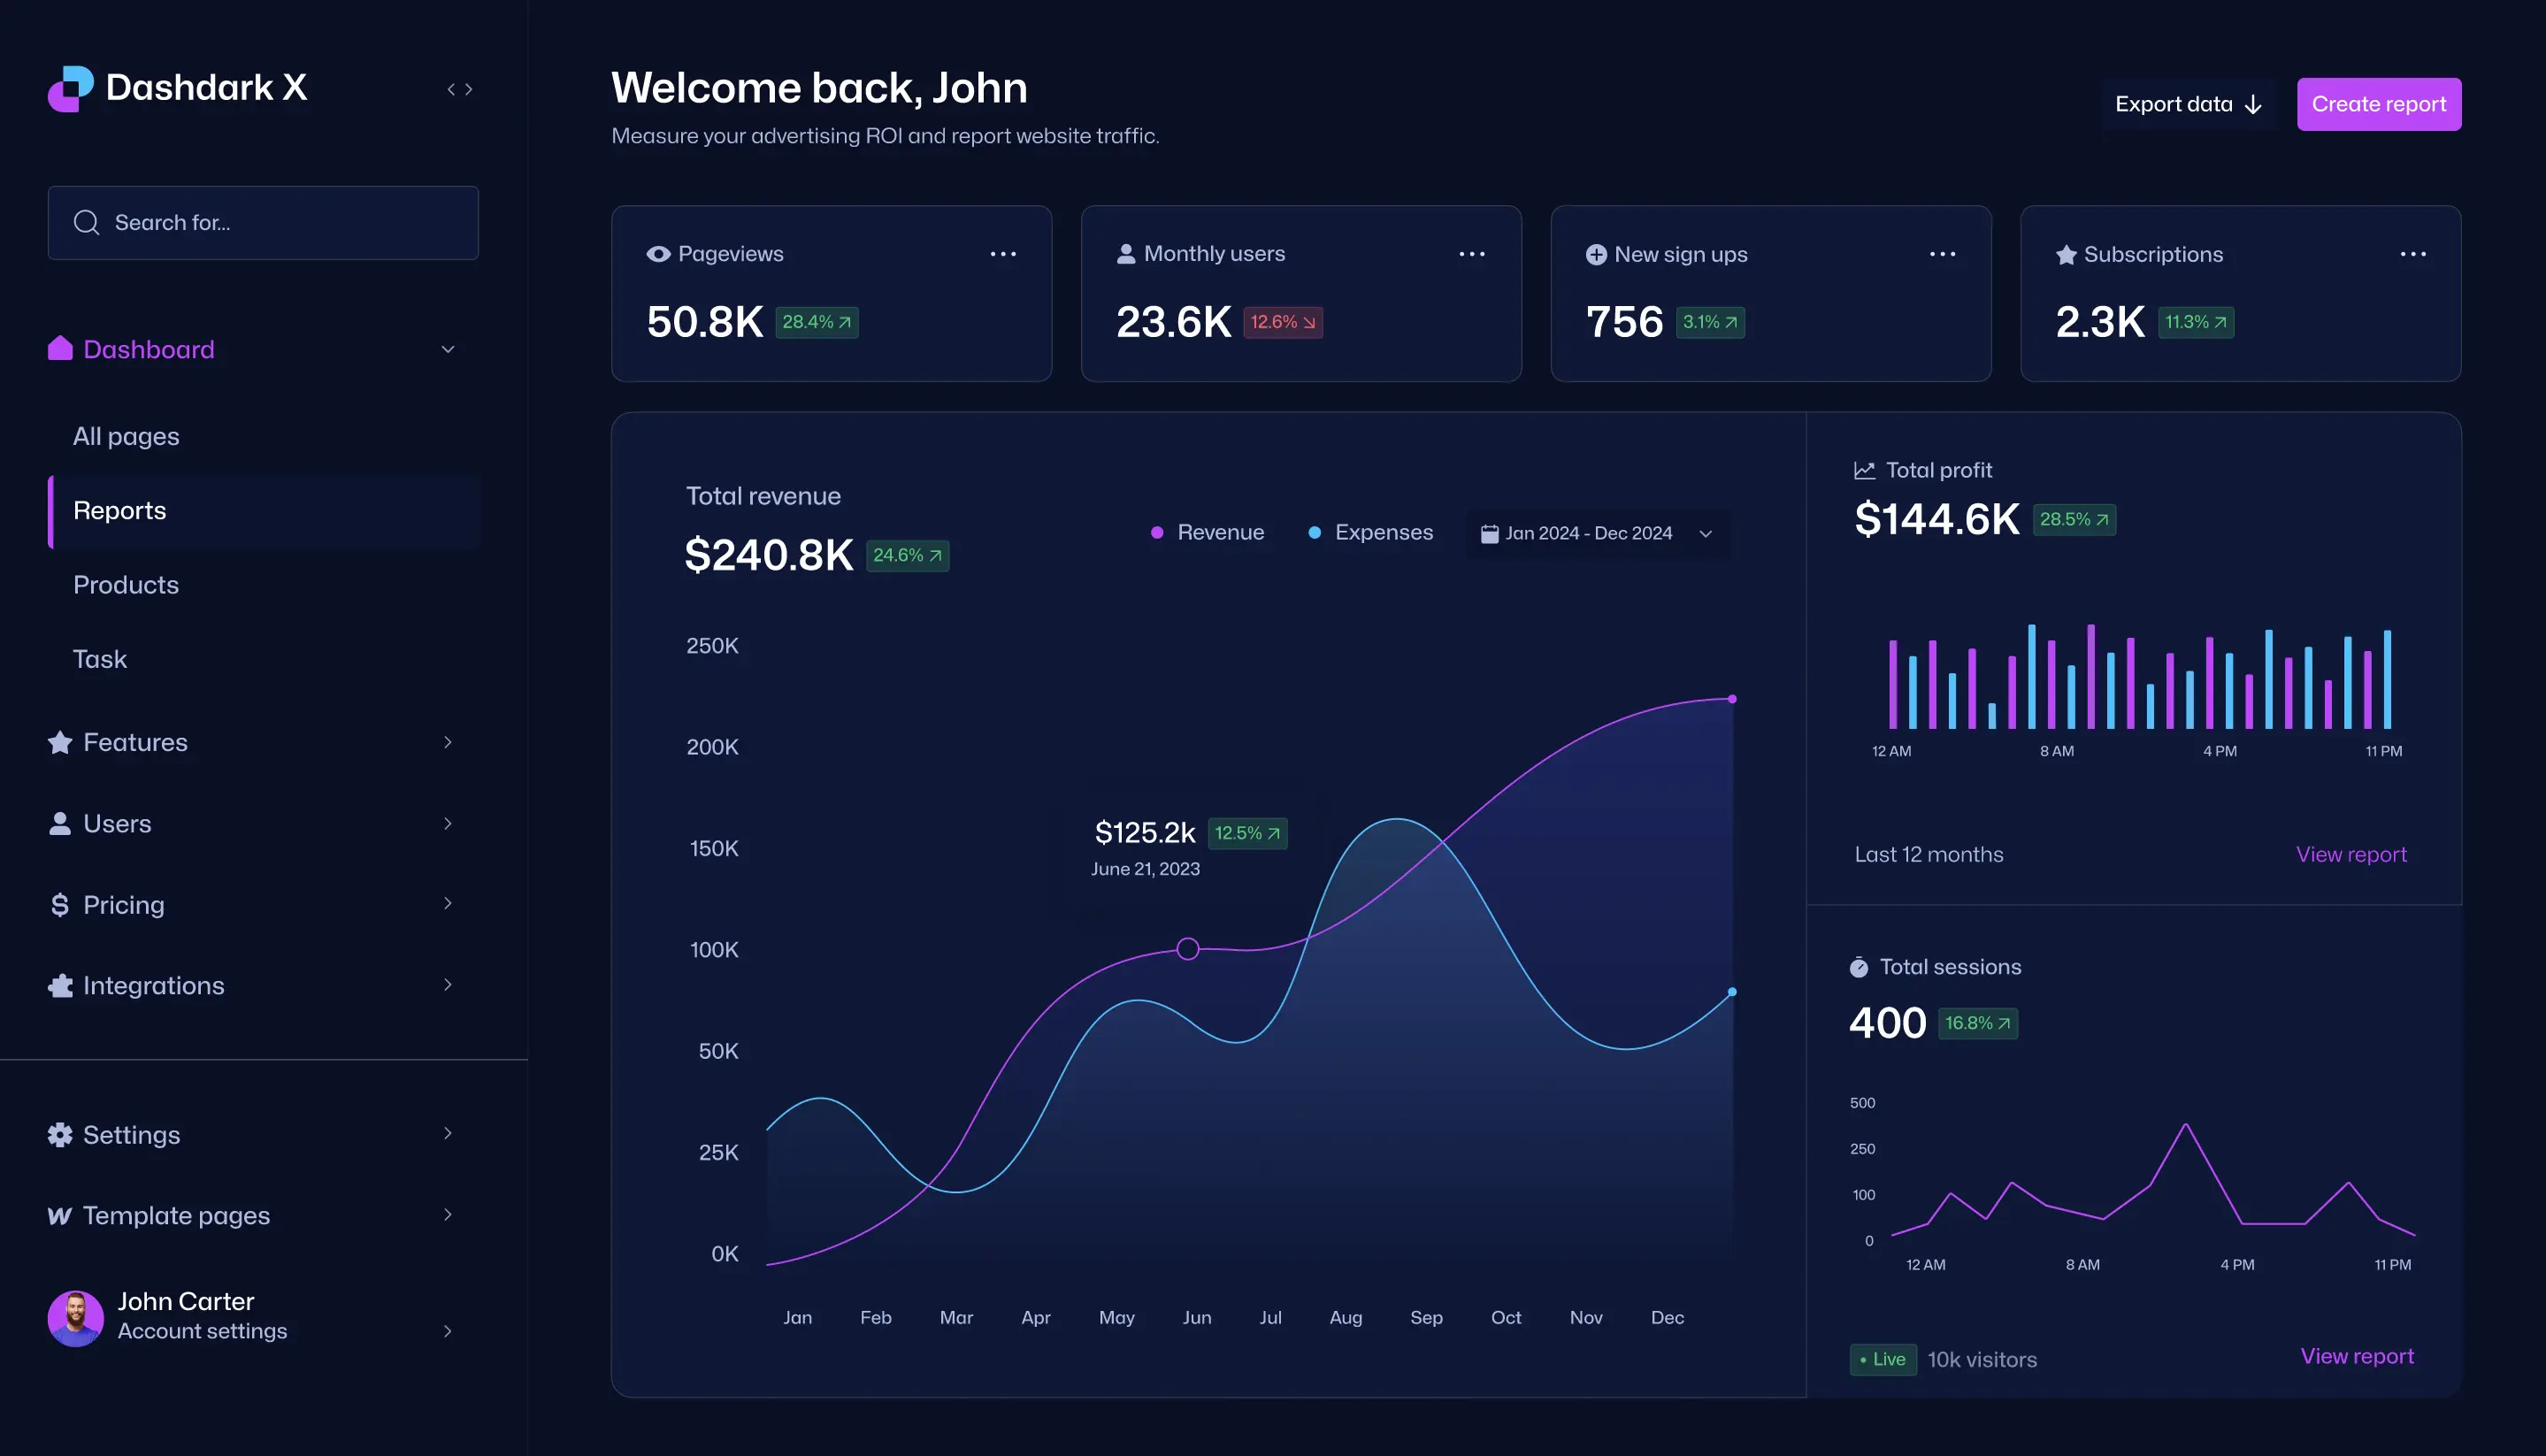 Dashdark X
Search for...
Dashboard
All pages
Reports
Products
Task
Features
Users
Pricing
Integrations
Settings
Template pages
John Carter
Account settings
Welcome back, John
Measure your advertising ROI and report website traffic.
Export data
Create report
Pageviews
50.8K 28.4%
Monthly users
23.6K 12.6%
New sign ups
756 3.1%
Subscriptions
2.3K 11.3%
Total revenue
$240.8K 24.6%
Revenue Expenses Jan 2024 - Dec 2024
250K
200K
150K
100K
50K
25K
0K
$125.2k 12.5%
June 21, 2023
Jan Feb Mar Apr May Jun Jul Aug Sep Oct Nov Dec
Total profit
$144.6K 28.5%
12 AM 8 AM 4 PM 11 PM
Last 12 months View report
Total sessions
400 16.8%
500
250
100
0
12 AM 8 AM 4 PM 11 PM
Live 10k visitors View report